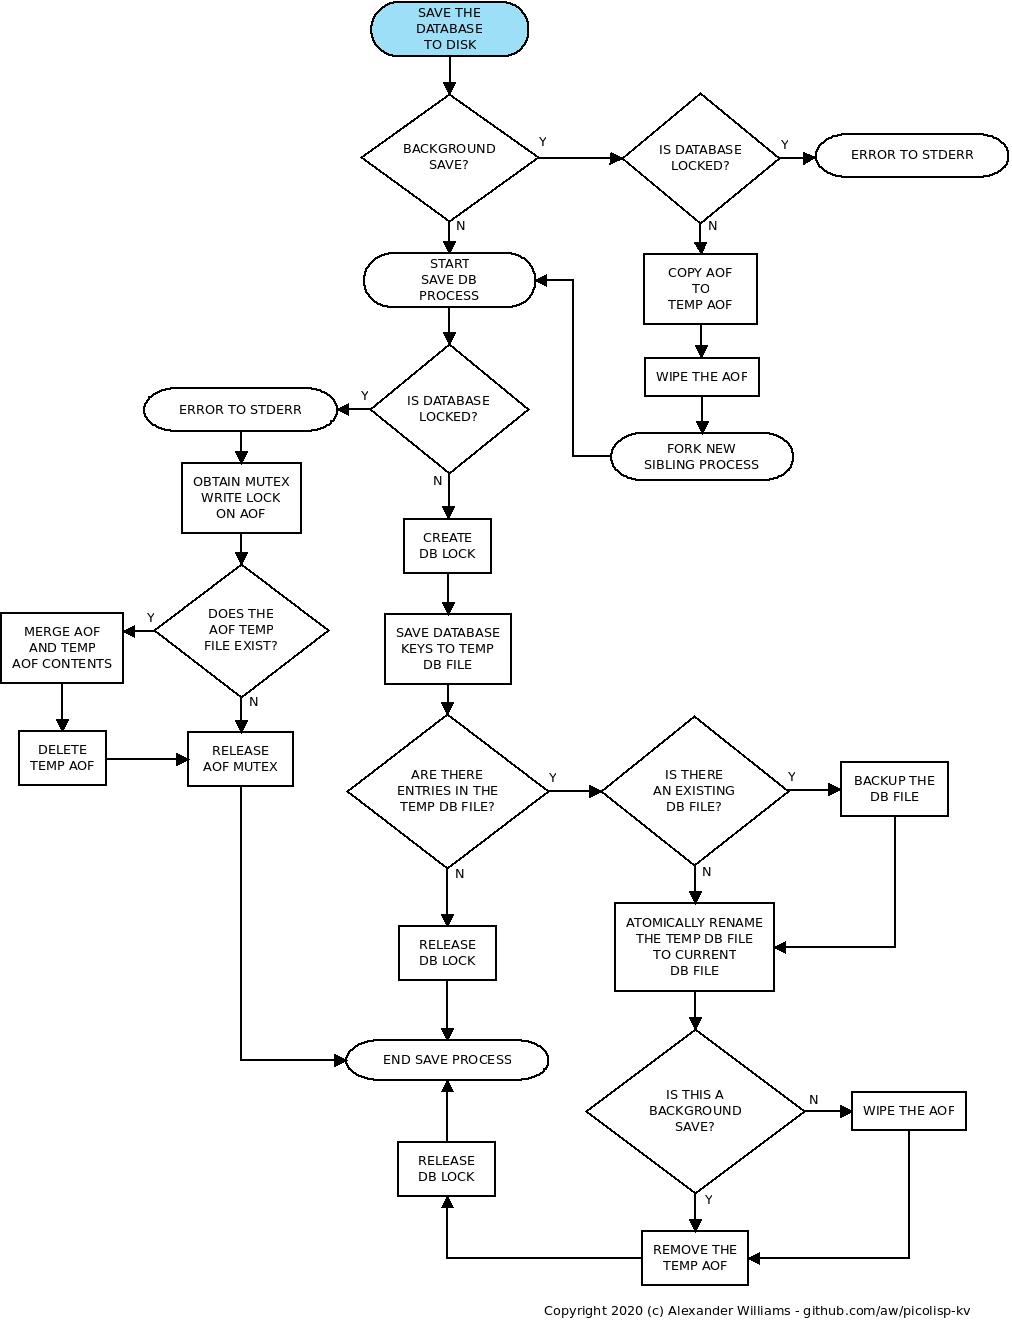 SAVE THE
DATABASE
TO DISK
BACKGROUND
SAVE?
Y
IS DATABASE
LOCKED?
Y
ERROR TO STDERR
N
N
COPY AOF
TO
TEMP AOF
WIPE THE AOF
FORK NEW
SIBLING PROCESS
START
SAVE DB
PROCESS
IS DATABASE
LOCKED?
Y
ERROR TO STDERR
OBTAIN MUTEX
WRITE LOCK
ON AOF
DOES THE
AOF TEMP
FILE EXIST?
Y
MERGE AOF
AND TEMP
AOF CONTENTS
DELETE
TEMP AOF
N
RELEASE
AOF MUTEX
N
CREATE
DB LOCK
SAVE DATABASE
KEYS TO TEMP
DB FILE
ARE THERE
ENTRIES IN THE
TEMP DB FILE?
Y
IS THERE
AN EXISTING
DB FILE?
Y
BACKUP THE
DB FILE
N
N
RELEASE
DB LOCK
ATOMICALLY RENAME
THE TEMP DB FILE
TO CURRENT
DB FILE
END SAVE PROCESS
IS THIS A
BACKGROUND
SAVE?
N
WIPE THE AOF
Y
RELEASE
DB LOCK
REMOVE THE
TEMP AOF
Copyright 2020 (c) Alexander Williams - github.com/aw/picolisp-kv